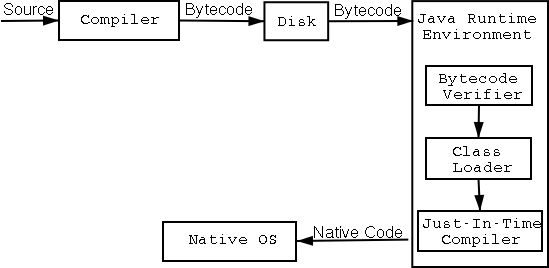 Source
Compiler
Bytecode
Disk
Bytecode
Java Runtime
Environment
Bytecode
Verifier
Class
Loader
Just-In-Time
Compiler
Native Code
Native OS